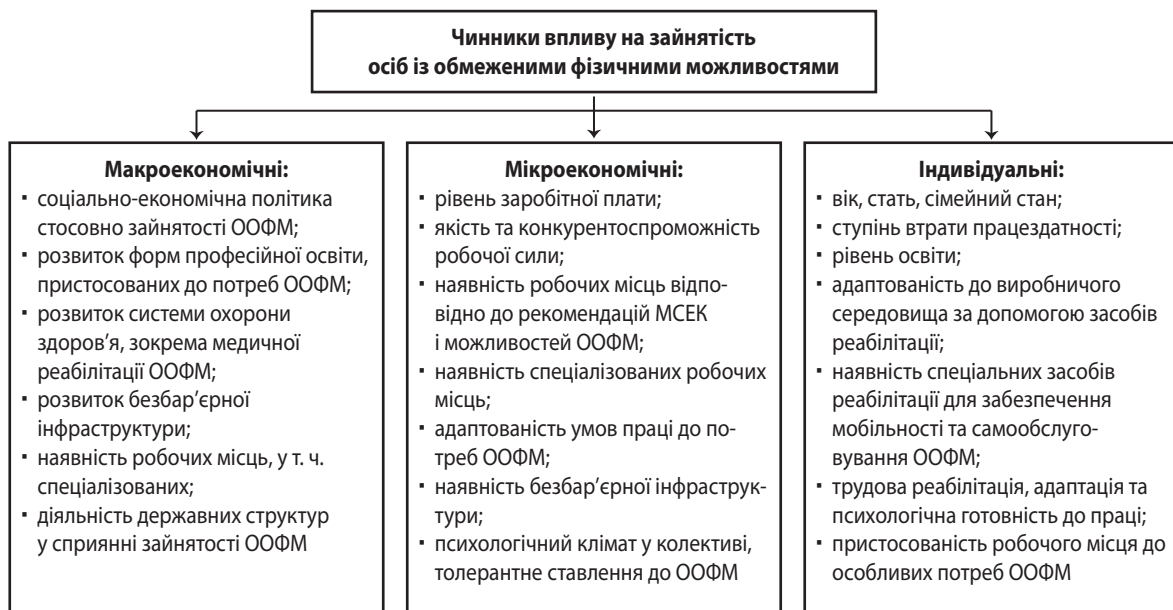 Чинники впливу на зайнятість
осіб із обмеженими фізичними можливостями
Макроекономічні:
▪ соціально-економічна політика
стосовно зайнятості ООФМ;
▪ розвиток форм професійної освіти,
пристосованих до потреб ООФМ;
▪ розвиток системи охорони
здоров'я, зокрема медичної
реабілітації ООФМ;
▪ розвиток безбар'єрної
інфраструктури;
▪ наявність робочих місць, у т. ч.
спеціалізованих;
▪ діяльність державних структур
у сприянні зайнятості ООФМ
Мікроекономічні:
▪ рівень заробітної плати;
▪ якість та конкурентоспроможність
робочої сили;
▪ наявність робочих місць відпо-
відно до рекомендацій МСЕК
і можливостей ООФМ;
▪ наявність спеціалізованих робочих
місць;
▪ адаптованість умов праці до по-
треб ООФМ;
▪ наявність безбар'єрної інфраструк-
тури;
▪ психологічний клімат у колективі,
толерантне ставлення до ООФМ
Індивідуальні:
▪ вік, стать, сімейний стан;
▪ ступінь втрати працездатності;
▪ рівень освіти;
▪ адаптованість до виробничого
середовища за допомогою засобів
реабілітації;
▪ наявність спеціальних засобів
реабілітації для забезпечення
мобільності та самообслуго-
вування ООФМ;
▪ трудова реабілітація, адаптація та
психологічна готовність до праці;
▪ пристосованість робочого місця до
особливих потреб ООФМ